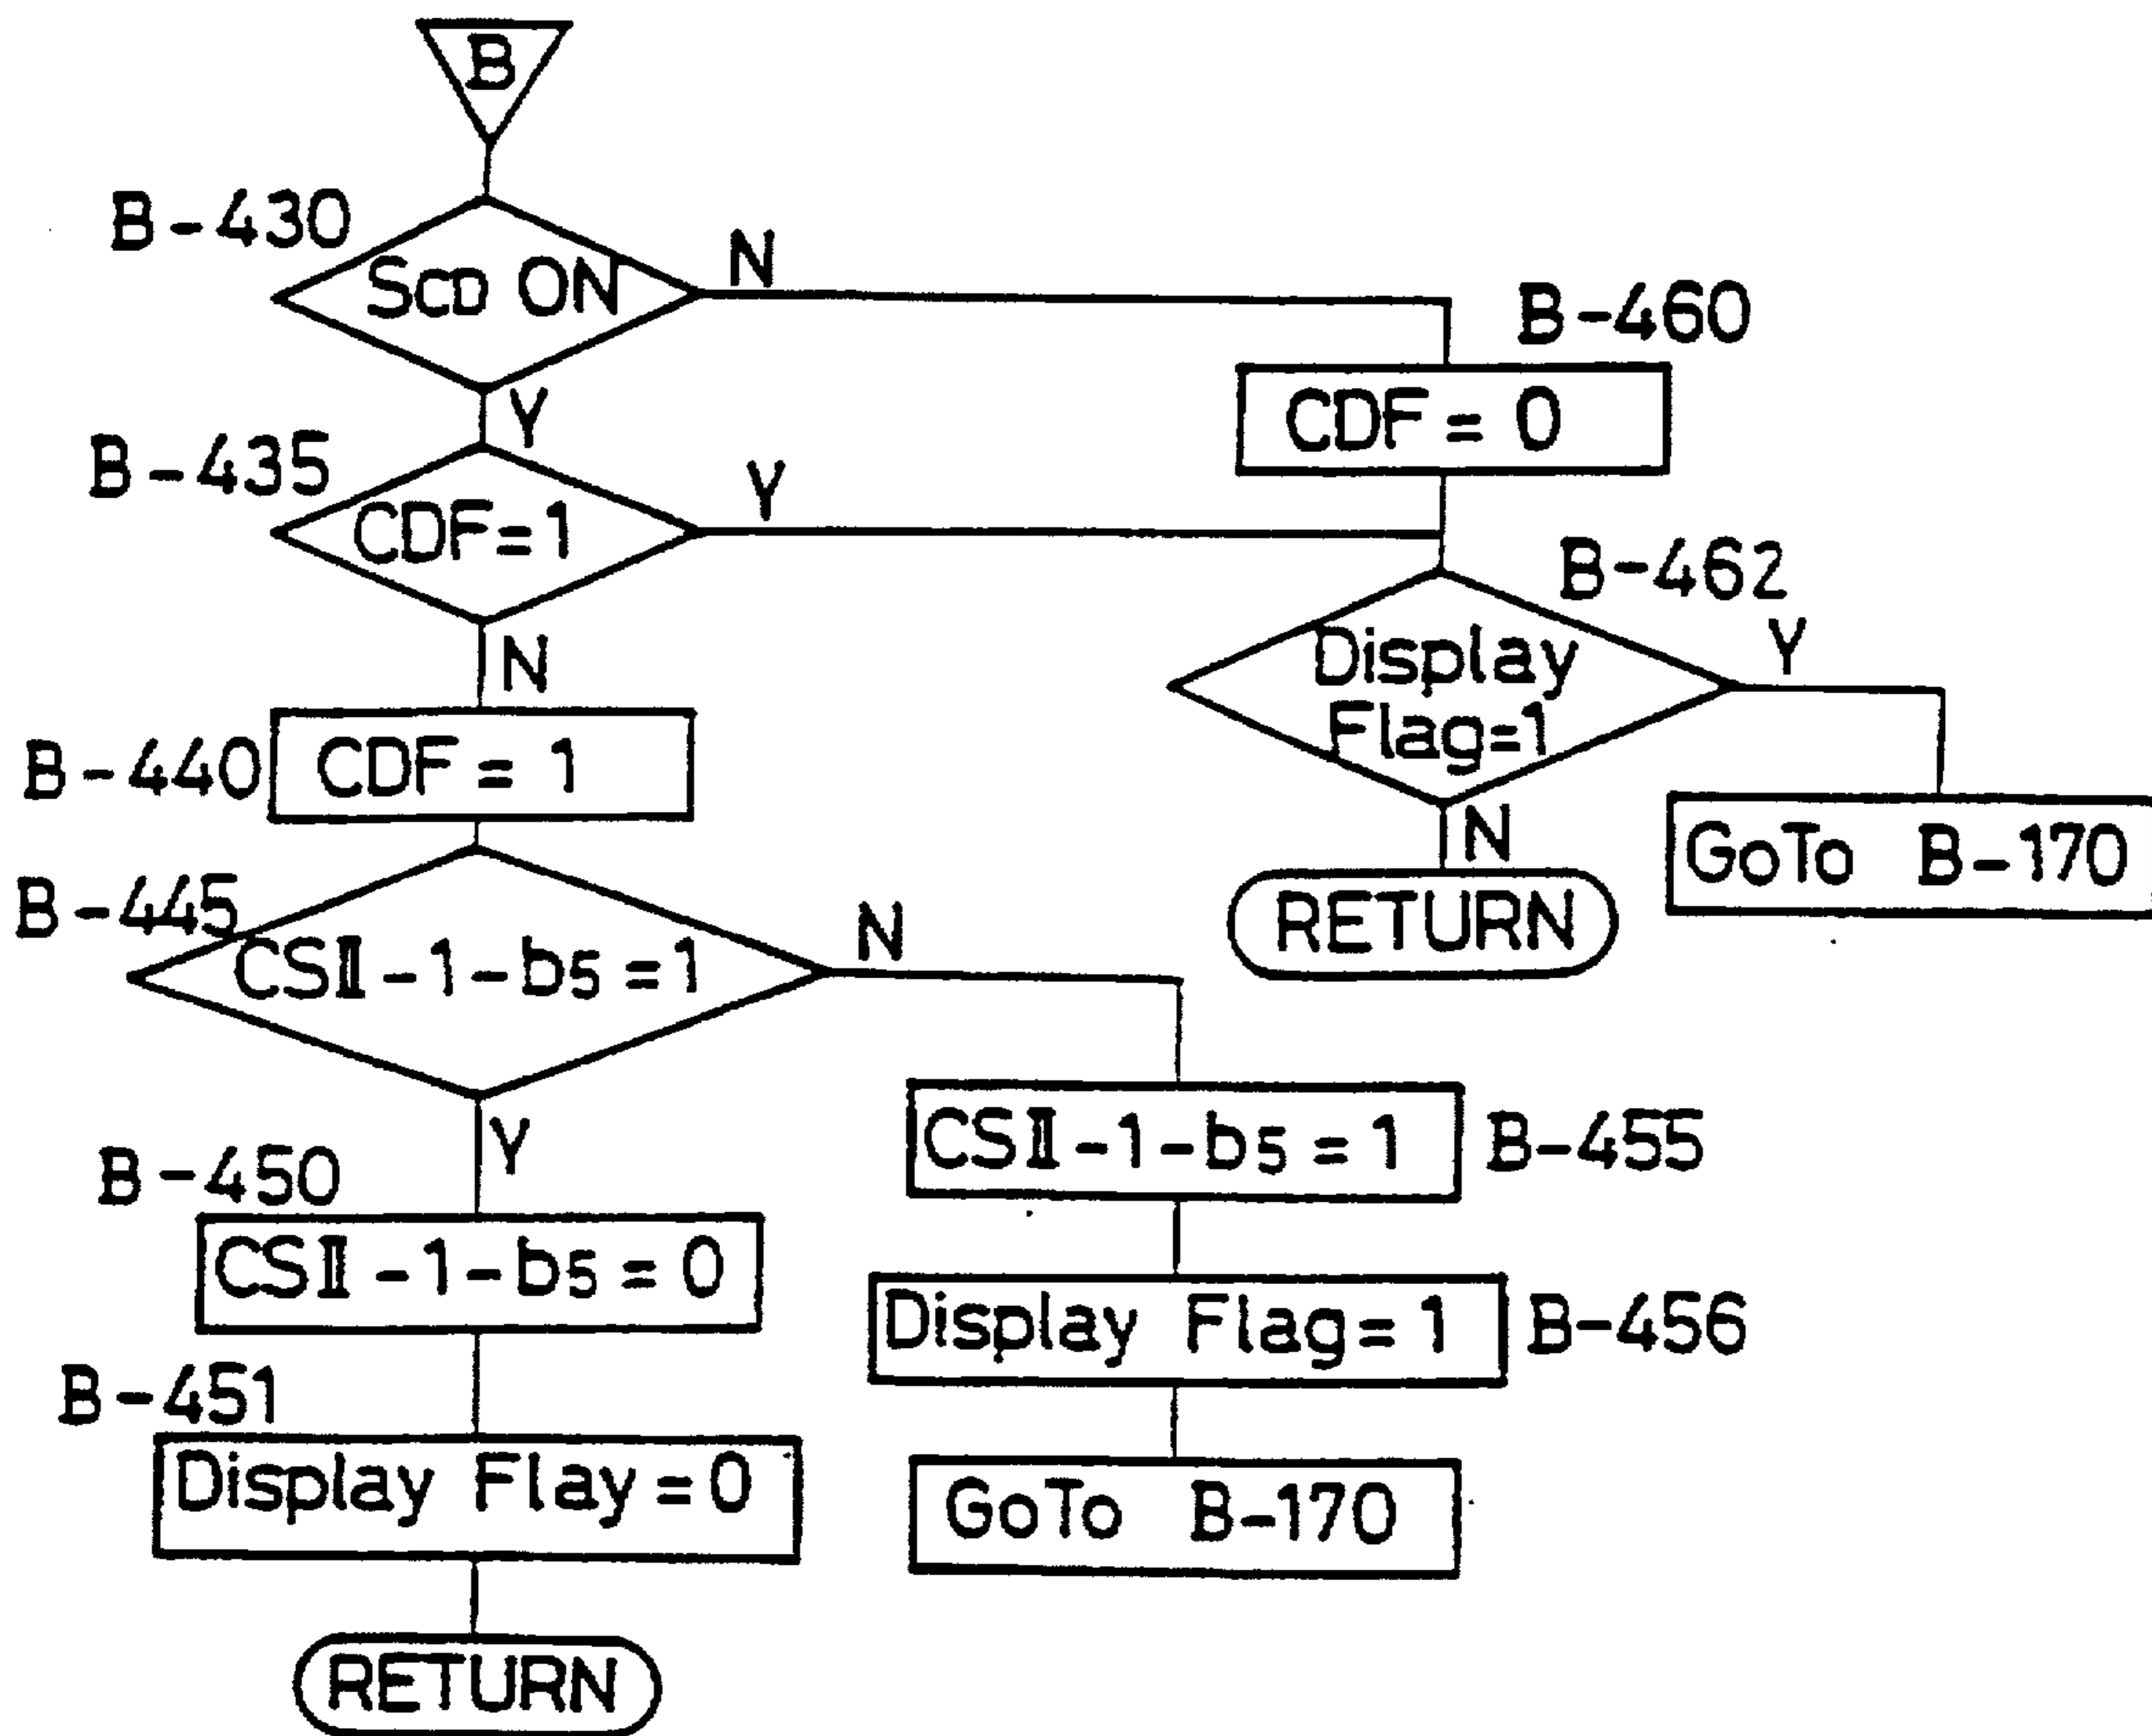 B
B-430
SCD ON
N
Y
B-460
CDF = 0
B-435
CDF=1
Y
N
B-462
Display
Flag=1
Y
N
B-440
CDF = 1
GoTo B-170
RETURN
B-445
CSII-1-b5=1
N
Y
CSII-1-b5=1
B-455
B-450
CSII-1-b5=0
Display Flag=1
B-456
B-451
Display Flay=0
GoTo B-170
RETURN